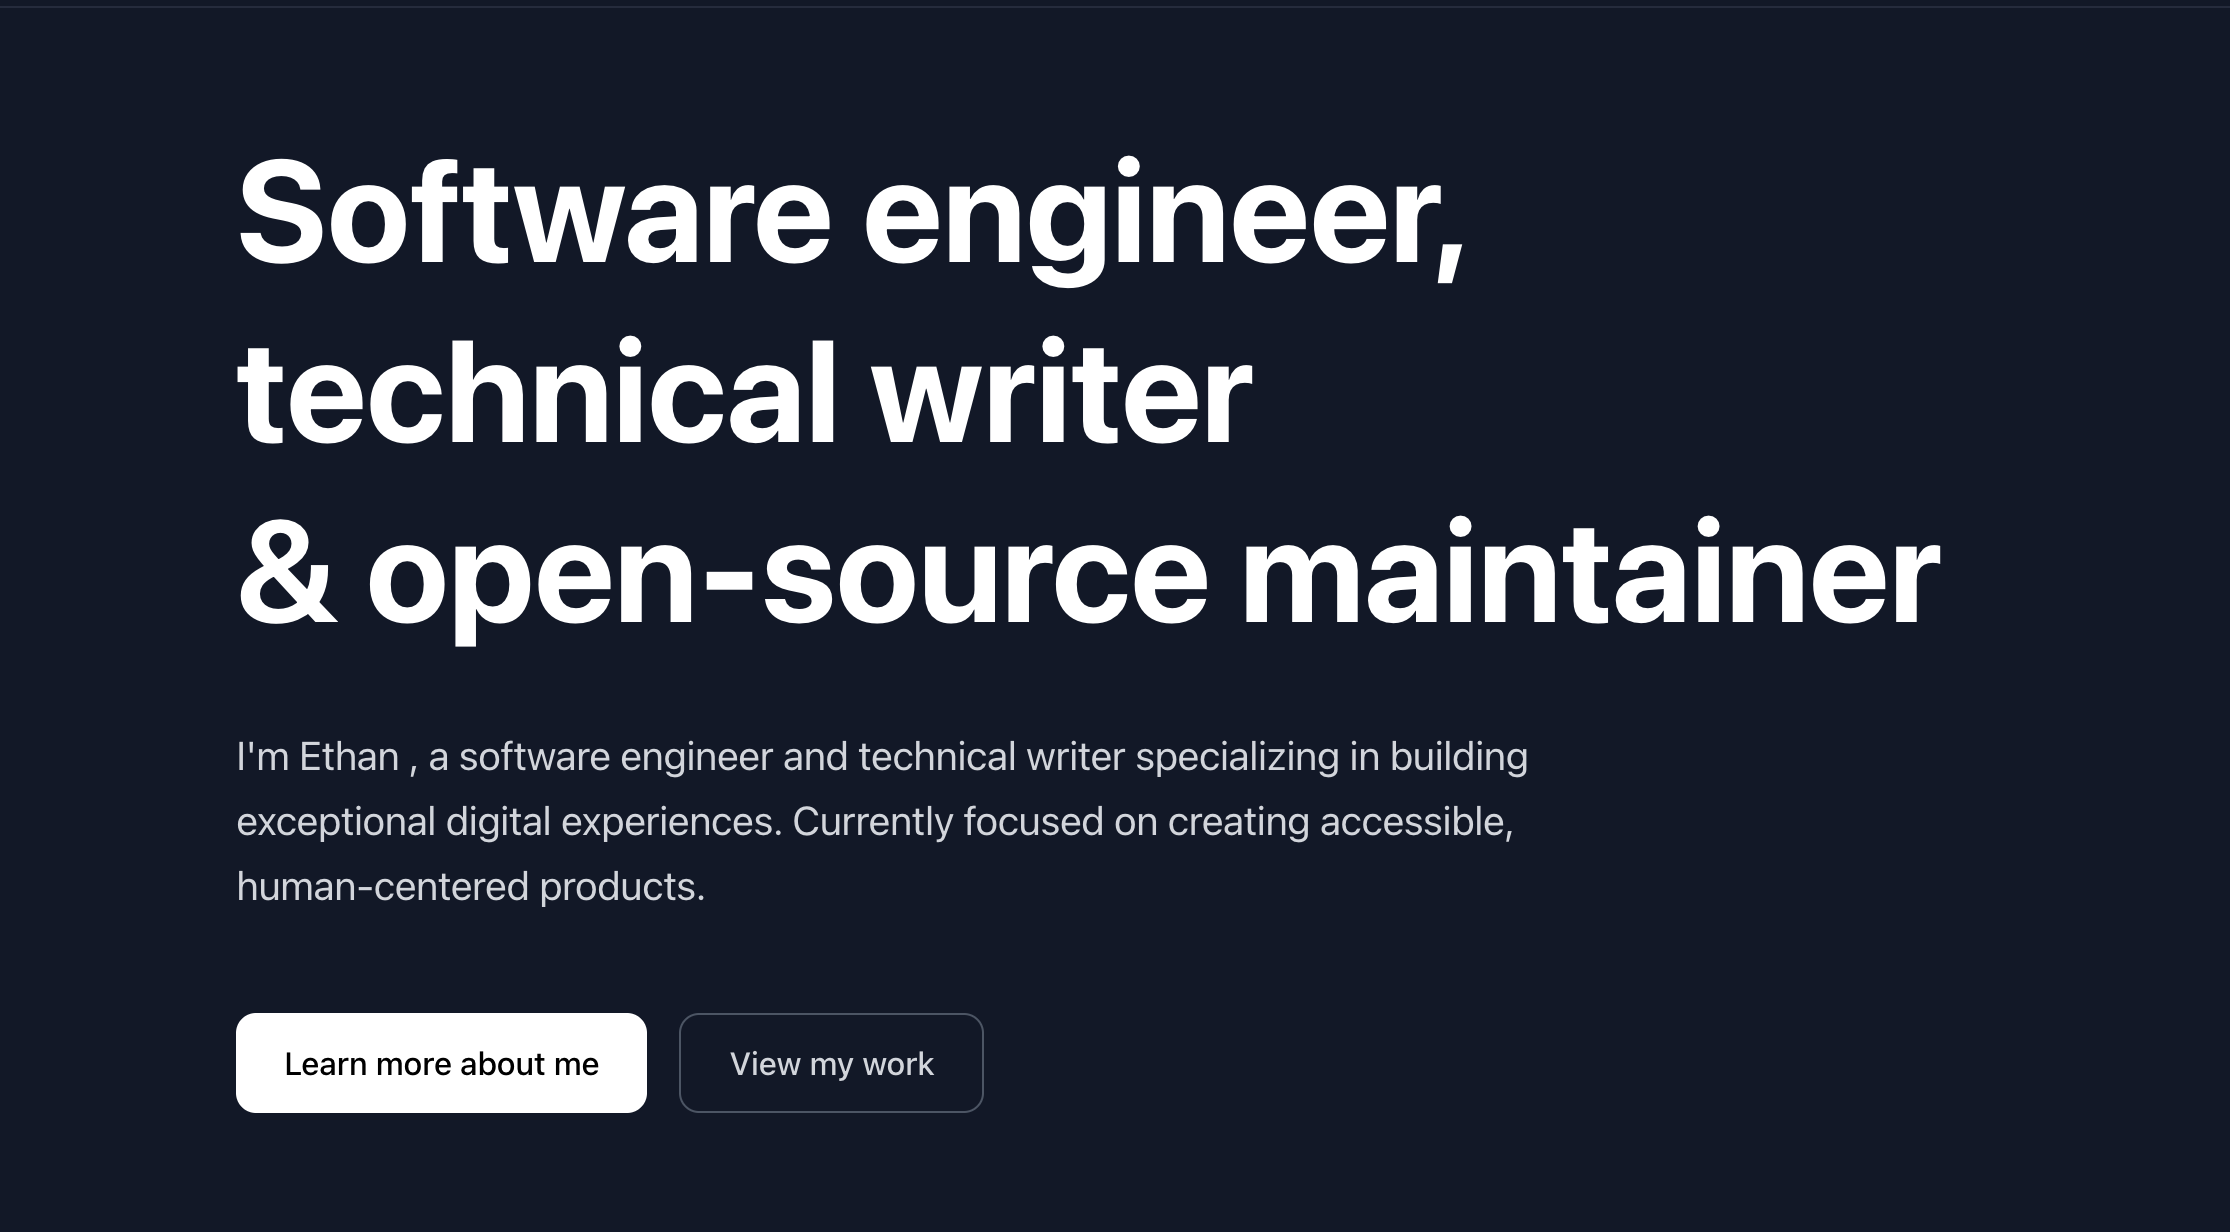 Software engineer,
technical writer
& open-source maintainer
I'm Ethan , a software engineer and technical writer specializing in building
exceptional digital experiences. Currently focused on creating accessible,
human-centered products.
Learn more about me
View my work